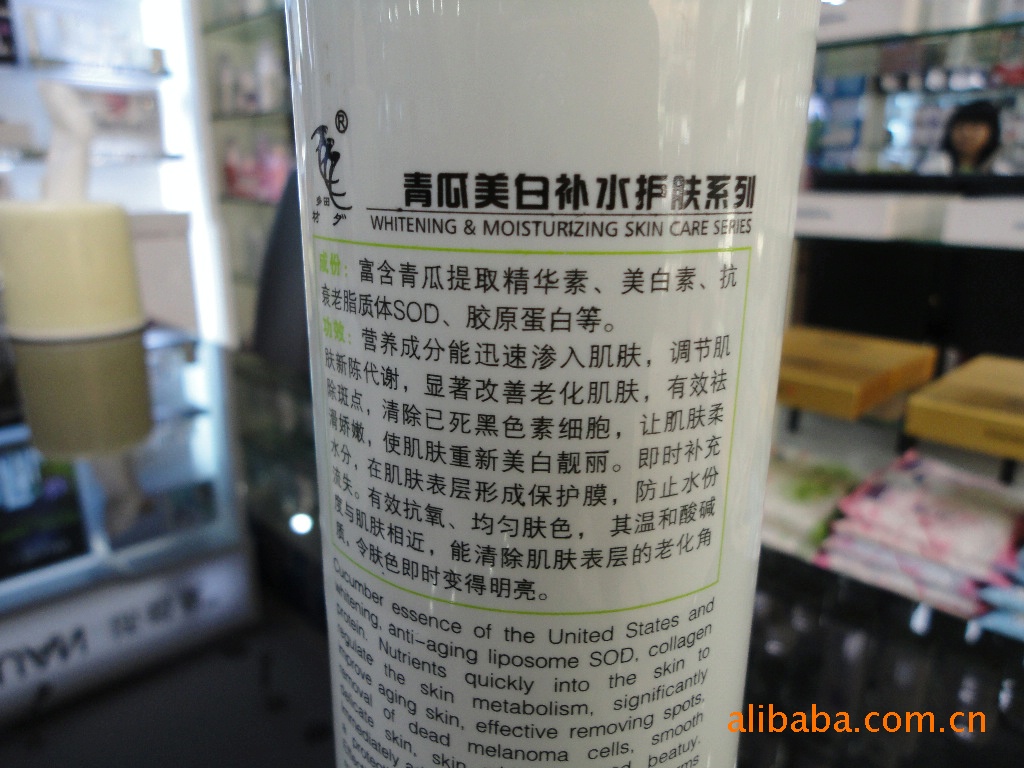 ®
多田
材ダ
青瓜美白补水护肤系列
WHITENING & MOISTURIZING SKIN CARE SERIES
成份：富含青瓜提取精华素、美白素、抗
衰老脂质体SOD、胶原蛋白等。
功效：营养成分能迅速渗入肌肤，调节肌
肤新陈代谢，显著改善老化肌肤，有效祛
除斑点，清除已死黑色素细胞，让肌肤柔
滑娇嫩，使肌肤重新美白靓丽。即时补充
水分，在肌肤表层形成保护膜，防止水份
流失。有效抗氧、均匀肤色，其温和酸碱
度与肌肤相近，能清除肌肤表层的老化角
质，令肤色即时变得明亮。
Cucumber essence of the United States and
whitening, anti-aging liposome SOD, collagen
protein. Nutrients quickly into the skin to
regulate the skin metabolism, significantly
improve aging skin, effective removing spots,
removal of dead melanoma cells, smooth
delicate skin, skin beatuy.
immediately
a
alibaba.com.cn